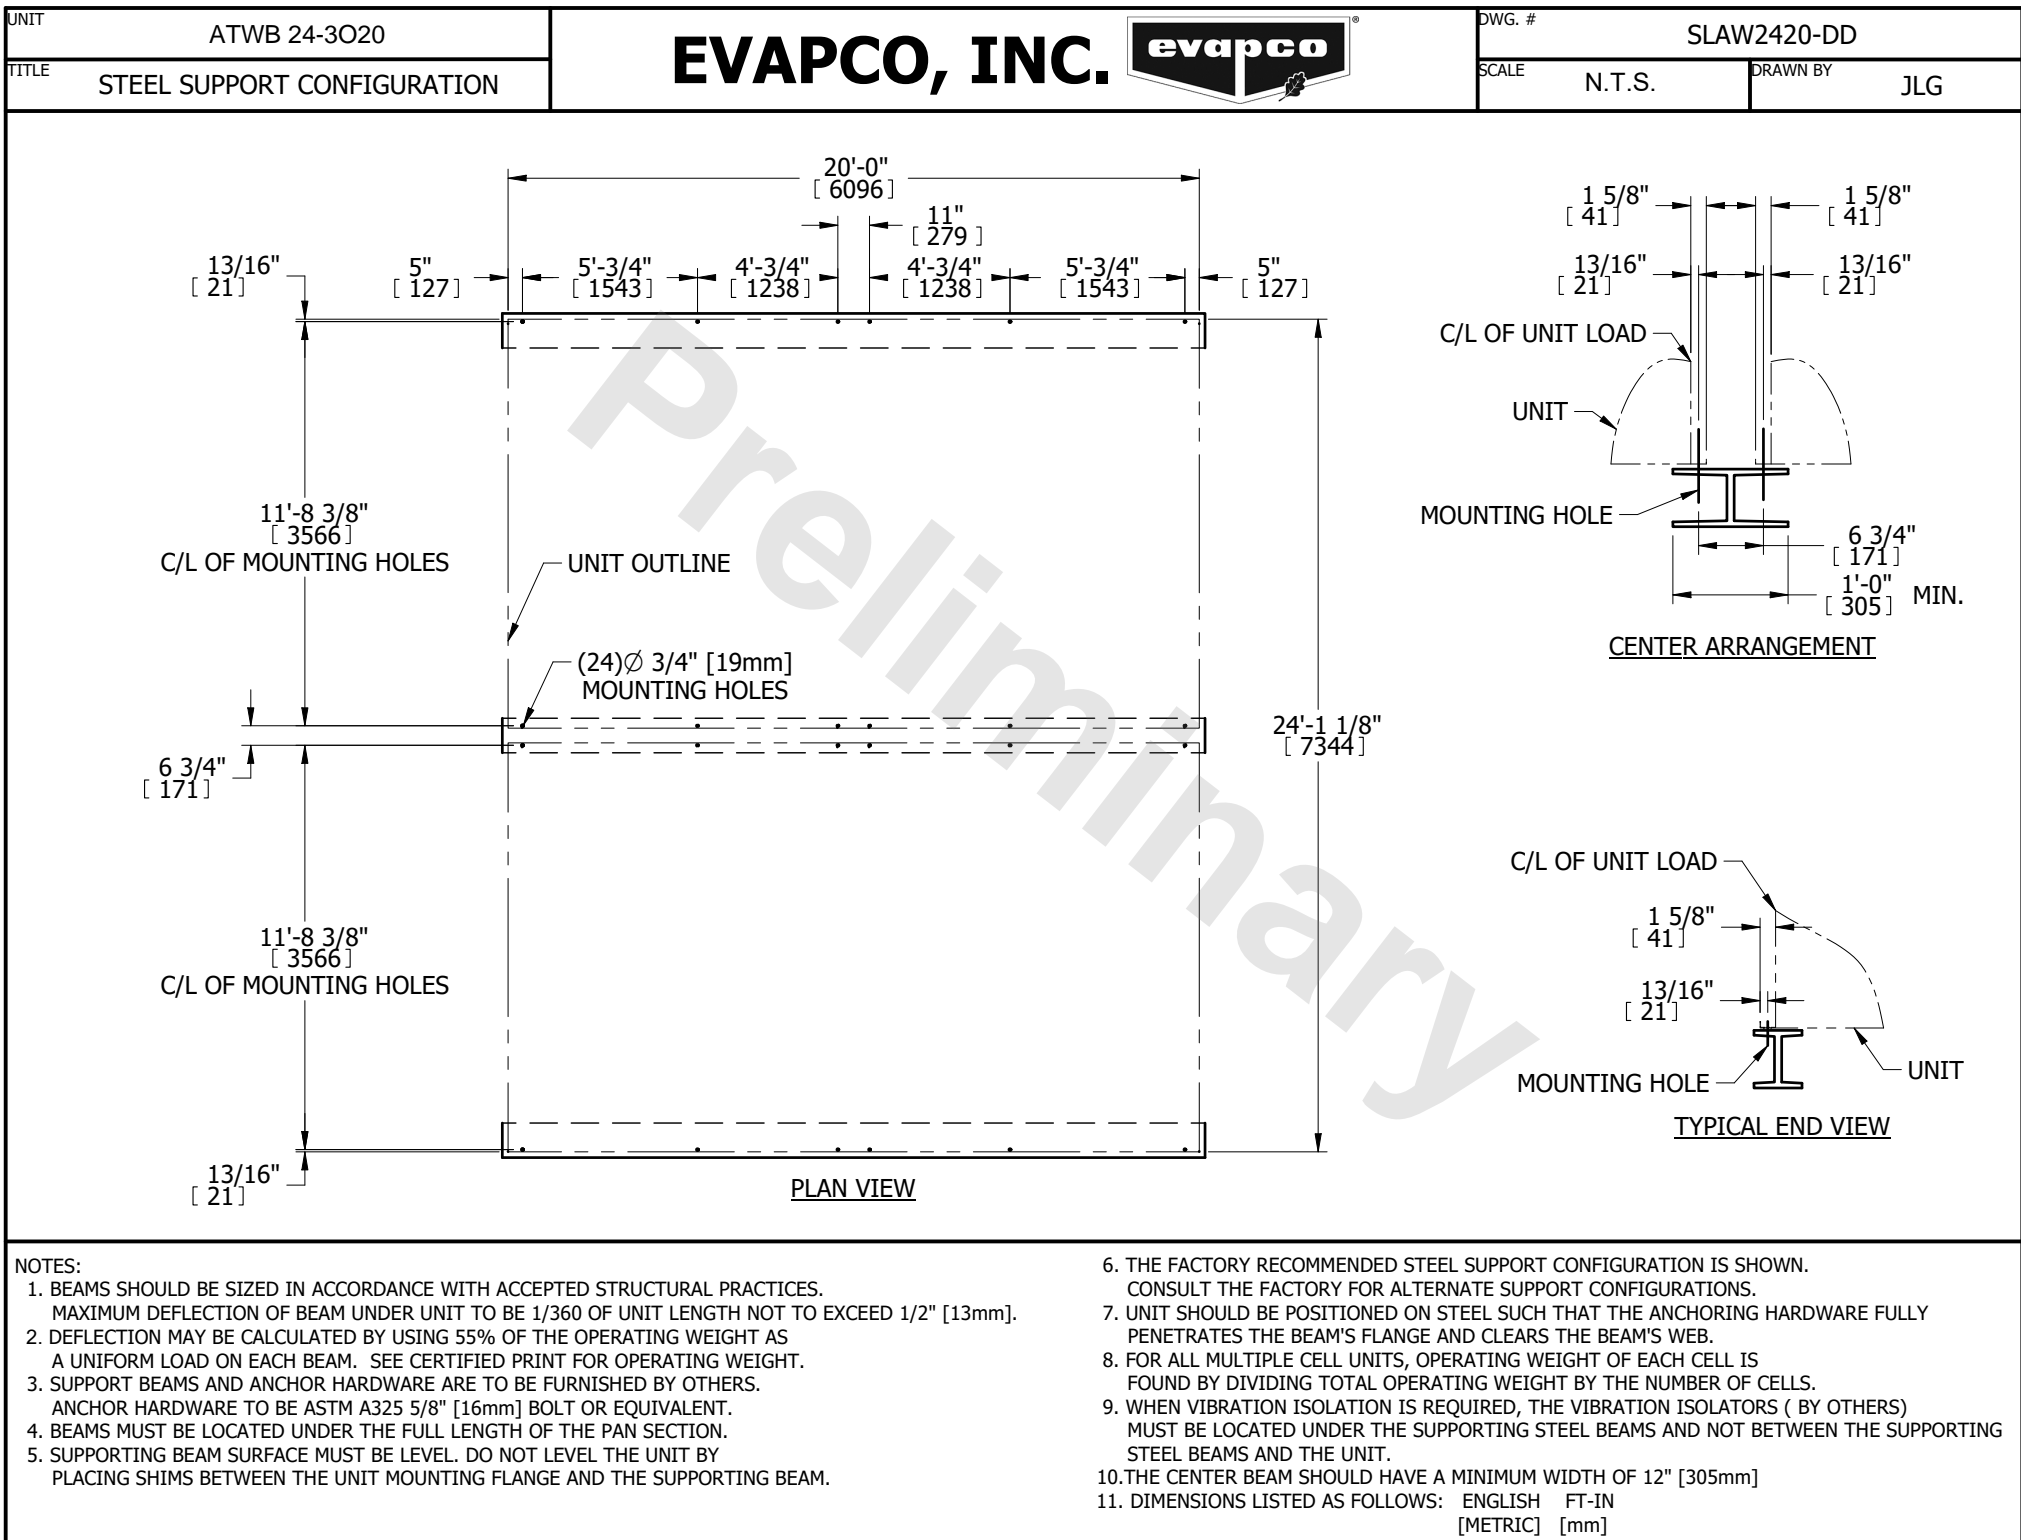 UNIT
ATWB 24-3O20
TITLE
STEEL SUPPORT CONFIGURATION
EVAPCO, INC.
evapco
®
DWG. #
SLAW2420-DD
SCALE
N.T.S.
DRAWN BY
JLG
20'-0"
[ 6096 ]
11"
[ 279 ]
13/16"
[ 21 ]
5"
[ 127 ]
5'-3/4"
[ 1543 ]
4'-3/4"
[ 1238 ]
4'-3/4"
[ 1238 ]
5'-3/4"
[ 1543 ]
5"
[ 127 ]
11'-8 3/8"
[ 3566 ]
C/L OF MOUNTING HOLES
UNIT OUTLINE
(24)∅ 3/4" [19mm]
MOUNTING HOLES
6 3/4"
[ 171 ]
24'-1 1/8"
[ 7344 ]
11'-8 3/8"
[ 3566 ]
C/L OF MOUNTING HOLES
13/16"
[ 21 ]
PLAN VIEW
Preliminary
1 5/8"
[ 41 ]
1 5/8"
[ 41 ]
13/16"
[ 21 ]
13/16"
[ 21 ]
C/L OF UNIT LOAD
UNIT
MOUNTING HOLE
6 3/4"
[ 171 ]
1'-0"
[ 305 ]
MIN.
CENTER ARRANGEMENT
C/L OF UNIT LOAD
1 5/8"
[ 41 ]
13/16"
[ 21 ]
MOUNTING HOLE
UNIT
TYPICAL END VIEW
NOTES:
1. BEAMS SHOULD BE SIZED IN ACCORDANCE WITH ACCEPTED STRUCTURAL PRACTICES.
MAXIMUM DEFLECTION OF BEAM UNDER UNIT TO BE 1/360 OF UNIT LENGTH NOT TO EXCEED 1/2" [13mm].
2. DEFLECTION MAY BE CALCULATED BY USING 55% OF THE OPERATING WEIGHT AS
A UNIFORM LOAD ON EACH BEAM. SEE CERTIFIED PRINT FOR OPERATING WEIGHT.
3. SUPPORT BEAMS AND ANCHOR HARDWARE ARE TO BE FURNISHED BY OTHERS.
ANCHOR HARDWARE TO BE ASTM A325 5/8" [16mm] BOLT OR EQUIVALENT.
4. BEAMS MUST BE LOCATED UNDER THE FULL LENGTH OF THE PAN SECTION.
5. SUPPORTING BEAM SURFACE MUST BE LEVEL. DO NOT LEVEL THE UNIT BY
PLACING SHIMS BETWEEN THE UNIT MOUNTING FLANGE AND THE SUPPORTING BEAM.
6. THE FACTORY RECOMMENDED STEEL SUPPORT CONFIGURATION IS SHOWN.
CONSULT THE FACTORY FOR ALTERNATE SUPPORT CONFIGURATIONS.
7. UNIT SHOULD BE POSITIONED ON STEEL SUCH THAT THE ANCHORING HARDWARE FULLY
PENETRATES THE BEAM'S FLANGE AND CLEARS THE BEAM'S WEB.
8. FOR ALL MULTIPLE CELL UNITS, OPERATING WEIGHT OF EACH CELL IS
FOUND BY DIVIDING TOTAL OPERATING WEIGHT BY THE NUMBER OF CELLS.
9. WHEN VIBRATION ISOLATION IS REQUIRED, THE VIBRATION ISOLATORS ( BY OTHERS)
MUST BE LOCATED UNDER THE SUPPORTING STEEL BEAMS AND NOT BETWEEN THE SUPPORTING
STEEL BEAMS AND THE UNIT.
10.THE CENTER BEAM SHOULD HAVE A MINIMUM WIDTH OF 12" [305mm]
11. DIMENSIONS LISTED AS FOLLOWS: ENGLISH FT-IN
[METRIC] [mm]